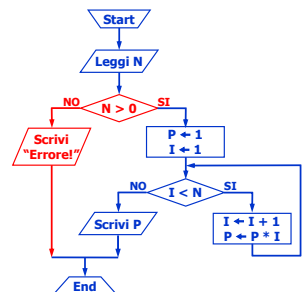 Start
Leggi N
NO
N > 0
SI
Scrivi
“Errore!”
P ← 1
I ← 1
NO
I < N
SI
Scrivi P
I ← I + 1
P ← P * I
End